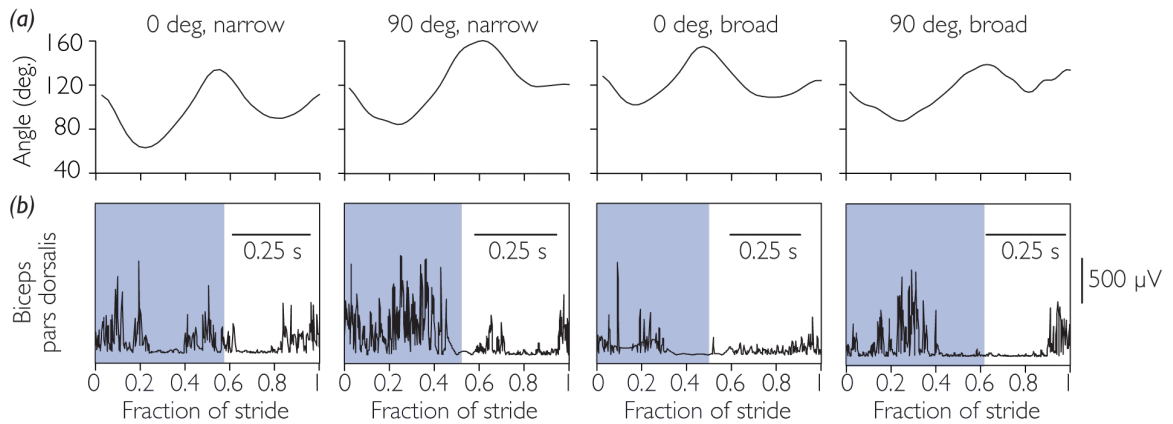 (a)
0 deg, narrow
90 deg, narrow
0 deg, broad
90 deg, broad
Angle (deg.)
160
120
80
40
(b)
Biceps
pars dorsalis
0.25 s
0.25 s
0.25 s
0.25 s
500 µV
0 0.2 0.4 0.6 0.8 1
0 0.2 0.4 0.6 0.8 1
0 0.2 0.4 0.6 0.8 1
0 0.2 0.4 0.6 0.8 1
Fraction of stride
Fraction of stride
Fraction of stride
Fraction of stride